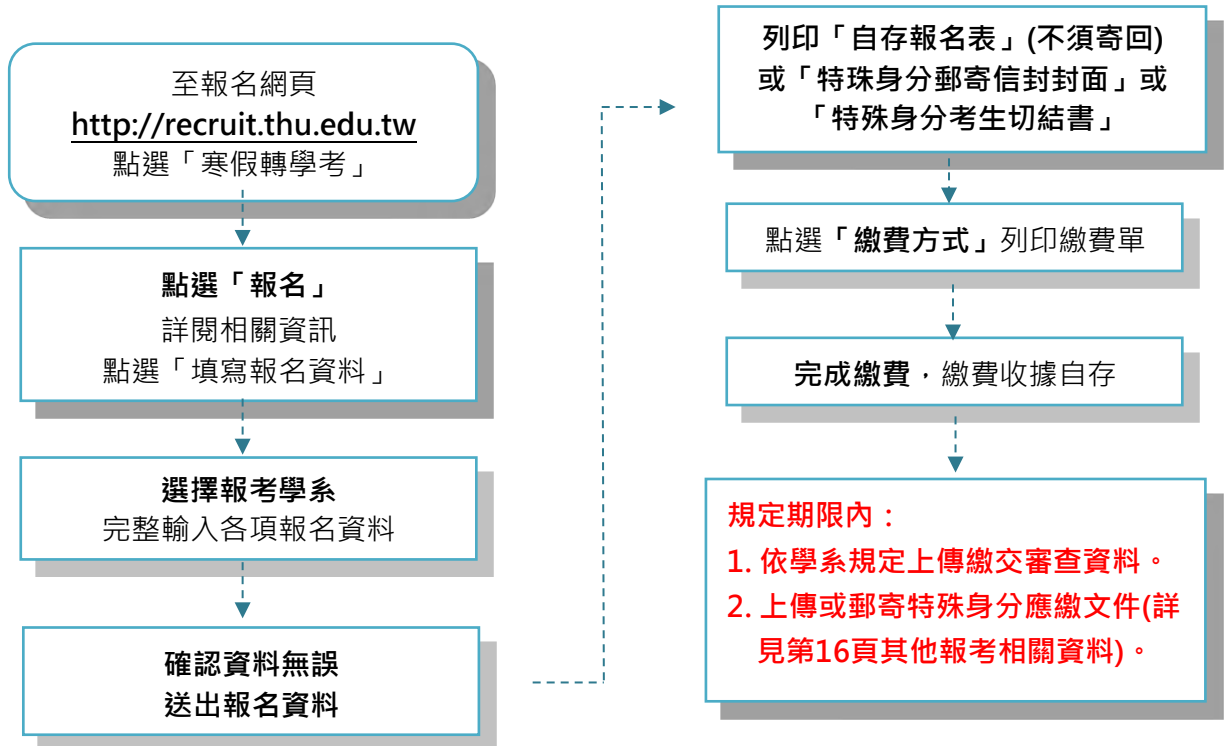 至報名網頁
http://recruit.thu.edu.tw
點選「寒假轉學考」
點選「報名」
詳閱相關資訊
點選「填寫報名資料」
選擇報考學系
完整輸入各項報名資料
確認資料無誤
送出報名資料
列印「自存報名表」(不須寄回)
或「特殊身分郵寄信封封面」或
「特殊身分考生切結書」
點選「繳費方式」列印繳費單
完成繳費，繳費收據自存
規定期限內：
1. 依學系規定上傳繳交審查資料。
2. 上傳或郵寄特殊身分應繳文件(詳
見第16頁其他報考相關資料)。